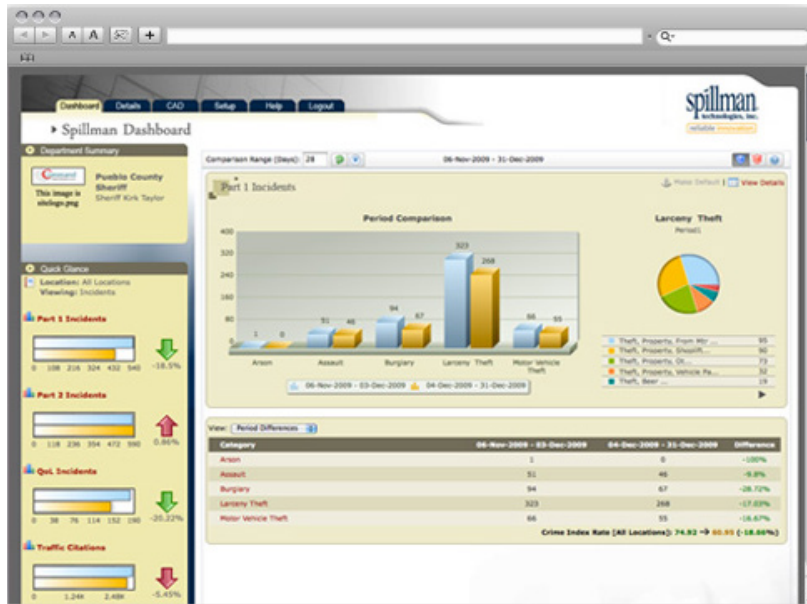 A A +
Q
Dashboard Details CAD Setup Help Logout
spillman
technologies, inc.
reliable innovation
Spillman Dashboard
Department Summary
This image is
sitelogo.png
Pueblo County
Sheriff
Sheriff Kirk Taylor
Quick Glance
Location: All Locations
Viewing: Incidents
Part 1 Incidents
0 108 216 324 432 540
-18.5%
Part 2 Incidents
0 118 236 354 472 590
0.86%
QoL Incidents
0 38 76 114 152 190
-20.22%
Traffic Citations
0 1.24K 2.48K
-5.45%
Comparison Range (Days): 28
06-Nov-2009 - 31-Dec-2009
Part 1 Incidents
Make Default | View Details
Period Comparison
400
320
240
160
80
0
1 0
51 46
94 67
323 268
66 55
Arson Assault Burglary Larceny Theft Motor Vehicle
Theft
06-Nov-2009 - 03-Dec-2009 04-Dec-2009 - 31-Dec-2009
Larceny Theft
Period1
Theft, Property, From Mtr ... 95
Theft, Property, Shoplift... 90
Theft, Property, Ot... 73
Theft, Property, Vehicle Pa... 32
Theft, Beer ... 19
View: Period Differences
Category 06-Nov-2009 - 03-Dec-2009 04-Dec-2009 - 31-Dec-2009 Difference
Arson 1 0 -100%
Assault 51 46 -9.8%
Burglary 94 67 -28.72%
Larceny Theft 323 268 -17.03%
Motor Vehicle Theft 66 55 -16.67%
Crime Index Rate [All Locations]: 74.92 → 60.95 (-18.66%)